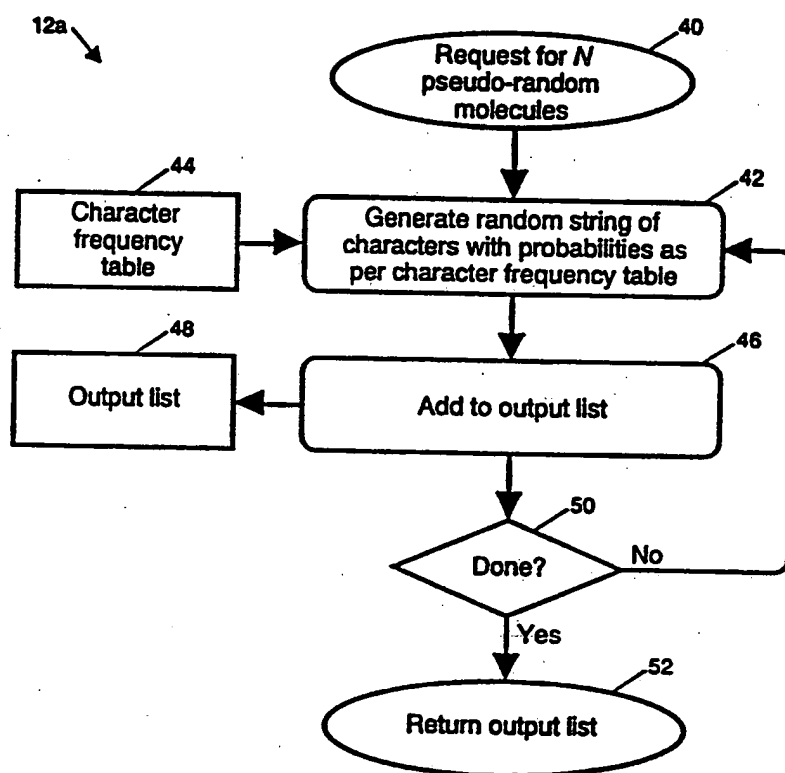 12a
40
Request for N
pseudo-random
molecules
44
Character
frequency
table
42
Generate random string of
characters with probabilities as
per character frequency table
48
Output list
46
Add to output list
50
Done?
No
Yes
52
Return output list